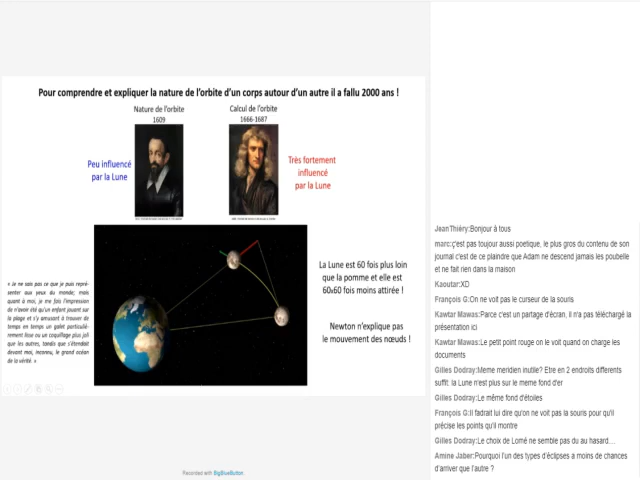 Pour comprendre et expliquer la nature de l'orbite d'un corps autour d'un autre il a fallu 2000 ans !
Nature de l'orbite
1609
Calcul de l'orbite
1666-1687
Peu influencé
par la Lune
Très fortement
influencé
par la Lune
La Lune est 60 fois plus loin
que la pomme et elle est
60x60 fois moins attirée !
Newton n'explique pas
le mouvement des nœuds !
« Je ne sais pas ce que je puis repré-
senter aux yeux du monde; mais
quant à moi, je me fais l'impression
de n'avoir été qu'un enfant jouant sur
la plage et s'y amusant à trouver de
temps en temps un galet particuliè-
rement lisse ou un coquillage plus joli
que les autres, tandis que s'étendait
devant moi, inconnu, le grand océan
de la vérité. »
Recorded with BigBlueButton.
JeanThiéry:Bonjour à tous
marc:ç'est pas toujour aussi poetique, le plus gros du contenu de son
journal c'est de ce plaindre que Adam ne descend jamais les poubelle
et ne fait rien dans la maison
Kaoutar:XD
François G:On ne voit pas le curseur de la souris
Kawtar Mawas:Parce c'est un partage d'écran, il n'a pas téléchargé la
présentation ici
Kawtar Mawas:Le petit point rouge on le voit quand on charge les
documents
Gilles Dodray:Meme meridien inutile? Etre en 2 endroits differents
suffit. la Lune n'est plus sur le meme fond d'er
Gilles Dodray:Le même fond d'étoiles
François G:Il fadrait lui dire qu'on ne voit pas la souris pour qu'il
précise les points qu'il montre
Gilles Dodray:Le choix de Lomé ne semble pas du au hasard....
Amine Jaber:Pourquoi l'un des types d'éclipses a moins de chances
d'arriver que l'autre ?